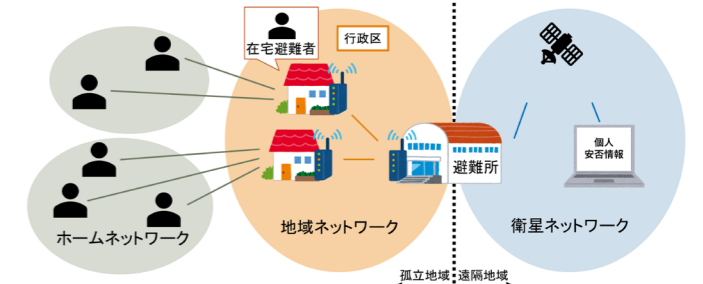 在宅避難者
行政区
避難所
個人
安否情報
ホームネットワーク
地域ネットワーク
衛星ネットワーク
孤立地域
遠隔地域